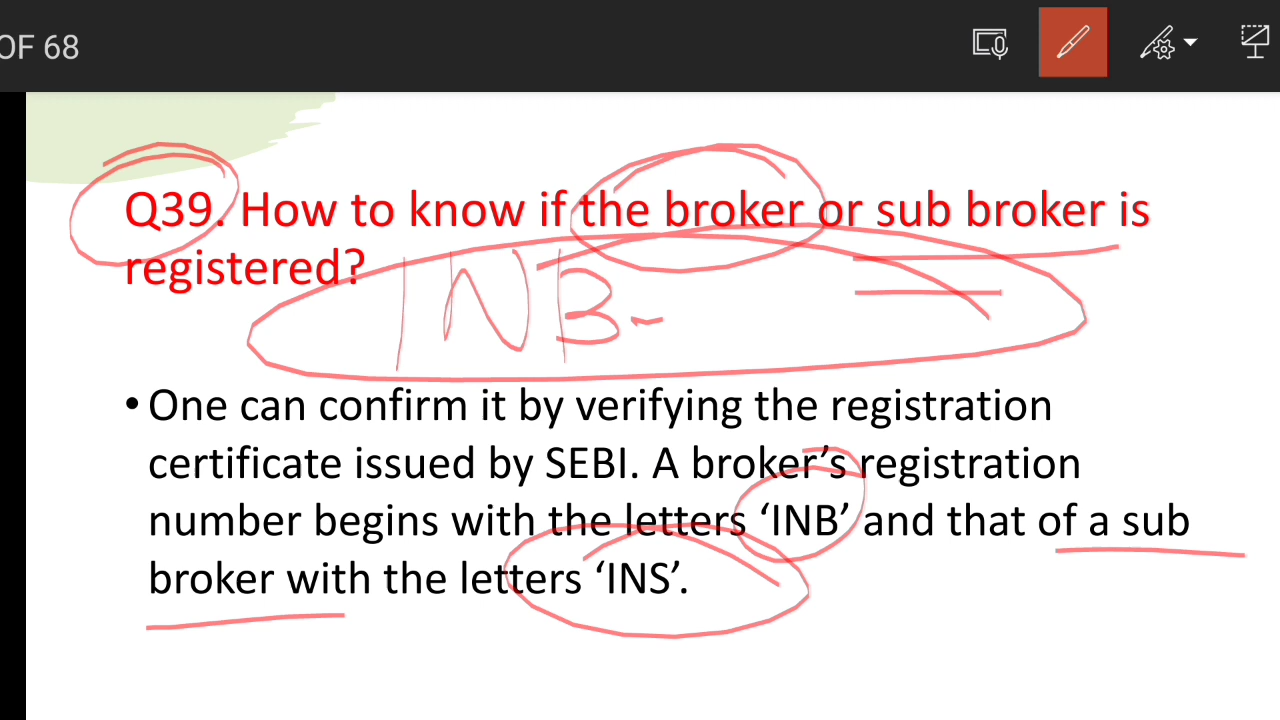 OF 68
Q39. How to know if the broker or sub broker is
registered?
INB-
• One can confirm it by verifying the registration
certificate issued by SEBI. A broker’s registration
number begins with the letters ‘INB’ and that of a sub
broker with the letters ‘INS’.